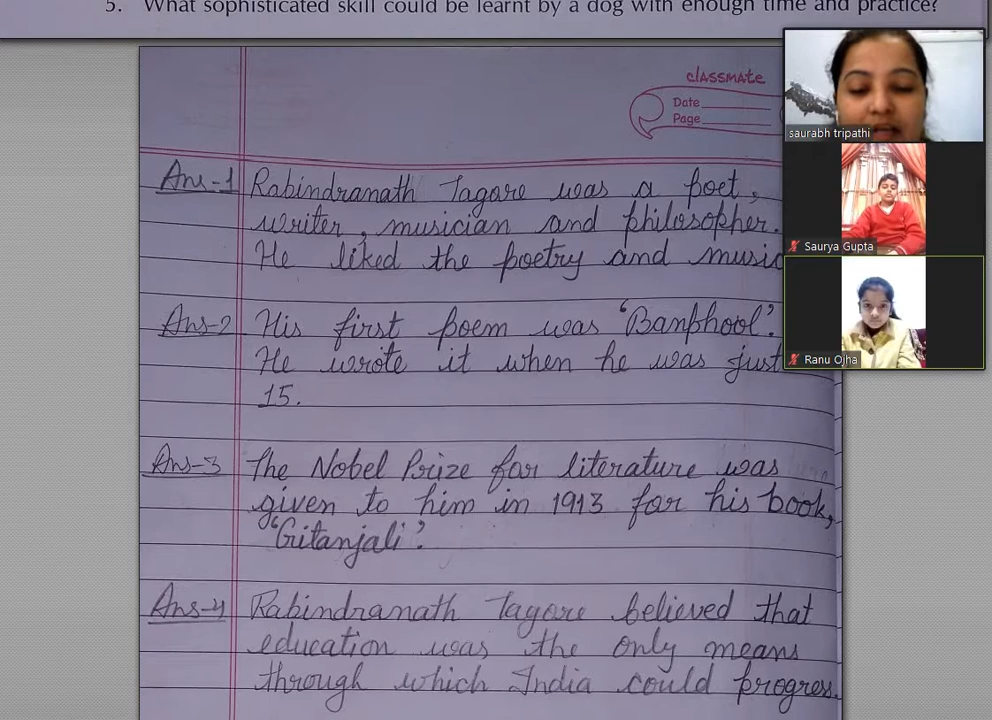 5. What sophisticated skill could be learnt by a dog with enough time and practice?
classmate
Date
Page
saurabh tripathi
Saurya Gupta
Ranu Ojha
Ans-1 Rabindranath Tagore was a poet,
writer, musician and philosopher.
He liked the poetry and music
Ans-2 His first poem was 'Banphool'.
He wrote it when he was just
15.
Ans-3 The Nobel Prize for literature was
given to him in 1913 for his book,
'Gitanjali'.
Ans-4 Rabindranath Tagore believed that
education was the only means
through which India could progress.